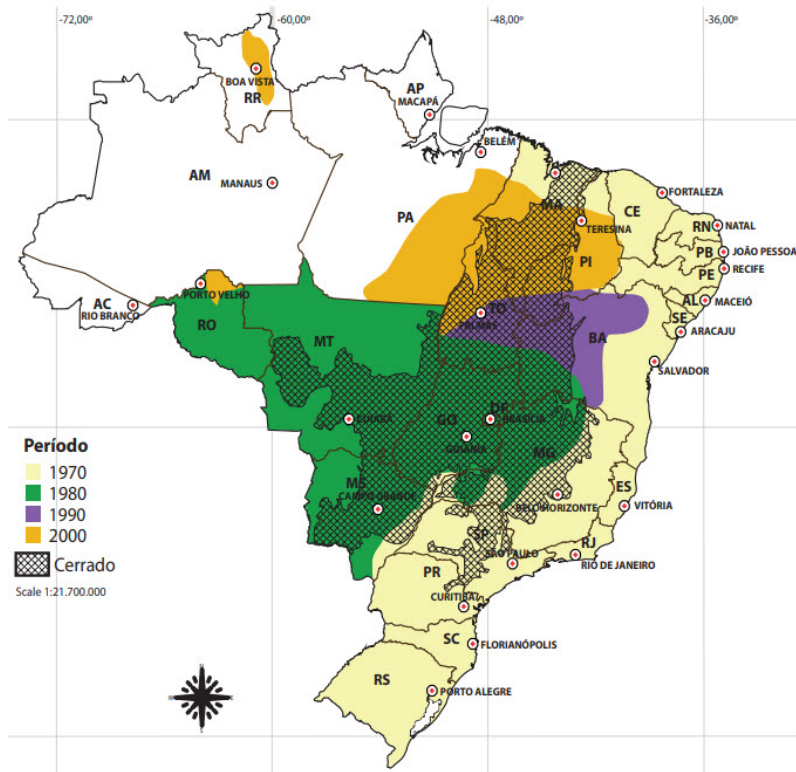 -72,00º
-60,00º
-48,00º
-36,00º
BOA VISTA
RR
AP
MACAPÁ
BELÉM
AM
MANAUS
PA
MA
FORTALEZA
CE
TERESINA
RN
NATAL
PI
PB
JOÃO PESSOA
PE
RECIFE
PORTO VELHO
AC
RIO BRANCO
AL
MACEIÓ
TO
PALMAS
SE
ARACAJU
RO
MT
BA
SALVADOR
CUIABÁ
GO
DF
BRASÍLIA
GOIANIA
MG
MS
CAMPO GRANDE
BELO HORIZONTE
ES
VITÓRIA
SP
SÃO PAULO
RJ
RIO DE JANEIRO
PR
CURITIBA
SC
FLORIANÓPOLIS
RS
PORTO ALEGRE
Período
1970
1980
1990
2000
Cerrado
Scale 1:21.700.000